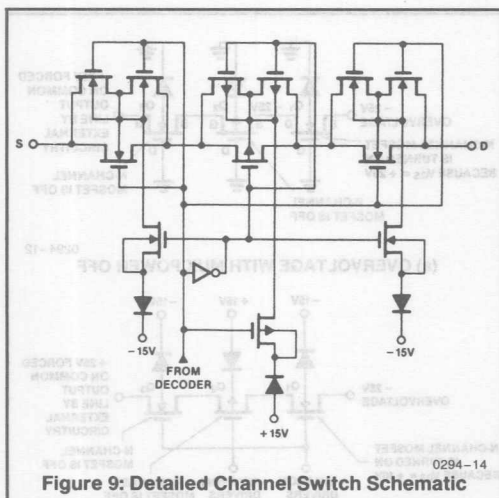 S
D
−15V
−15V
FROM
DECODER
+15V
0294–14
Figure 9: Detailed Channel Switch Schematic